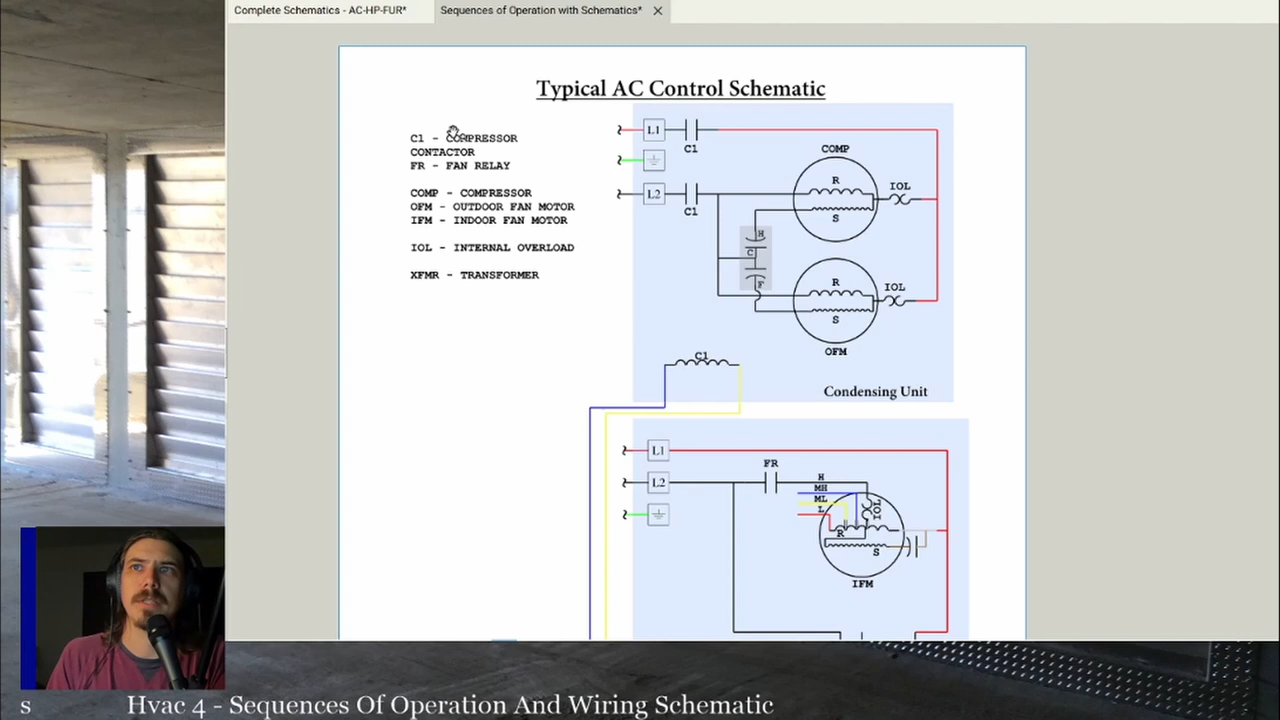 Complete Schematics - AC-HP-FUR*
Sequences of Operation with Schematics*
Typical AC Control Schematic
C1 - COMPRESSOR
CONTACTOR
FR - FAN RELAY
COMP - COMPRESSOR
OFM - OUTDOOR FAN MOTOR
IFM - INDOOR FAN MOTOR
IOL - INTERNAL OVERLOAD
XFMR - TRANSFORMER
L1
C1
L2
C1
COMP
R
S
IOL
H
C
F
R
S
IOL
OFM
C1
Condensing Unit
L1
L2
FR
H
MH
ML
L
IOL
R
S
IFM
s
Hvac 4 - Sequences Of Operation And Wiring Schematic